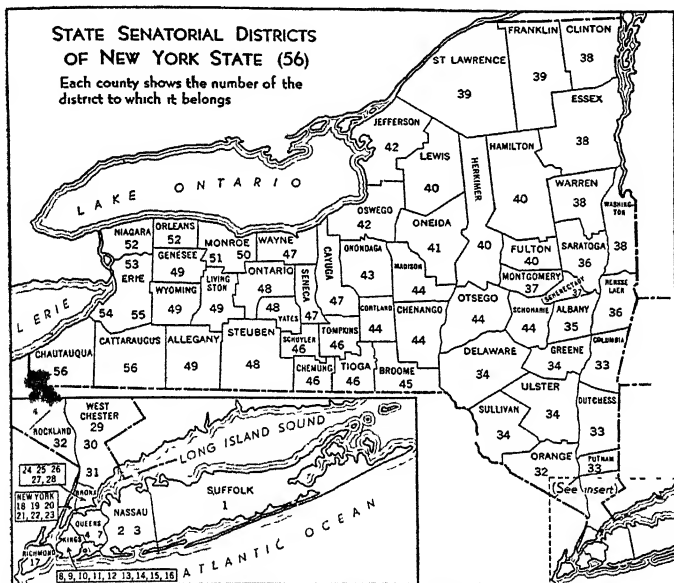 STATE SENATORIAL DISTRICTS
OF NEW YORK STATE (56)
Each county shows the number of the
district to which it belongs
FRANKLIN
39
CLINTON
38
ST LAWRENCE
39
ESSEX
38
JEFFERSON
42
LEWIS
40
HERKIMER
40
HAMILTON
40
WARREN
38
WASHING-
TON
38
LAKE ONTARIO
OSWEGO
42
ONEIDA
41
FULTON
40
SARATOGA
36
MONTGOMERY
37
SCHENECTADY
37
RENSSE
LAER
36
NIAGARA
52
ORLEANS
52
MONROE
51 50
WAYNE
47
GENESEE
49
ONTARIO
48
48
YATES
SENECA
47
CAYUGA
47
ONONDAGA
43
MADISON
44
OTSEGO
44
SCHOHARIE
44
ALBANY
35
L. ERIE
53
ERIE
54 55
WYOMING
49
LIVING
STON
49
CORTLAND
44
CHENANGO
44
TOMPKINS
46
SCHUYLER
46
STEUBEN
48
CHAUTAUQUA
56
CATTARAUGUS
56
ALLEGANY
49
CHEMUNG
46
TIOGA
46
BROOME
45
DELAWARE
34
GREENE
34
COLUMBIA
33
ULSTER
34
DUTCHESS
33
SULLIVAN
34
ORANGE
32
PUTNAM
33
(See insert)
4
WEST
CHESTER
29
30
31
ROCKLAND
32
LONG ISLAND SOUND
24 25 26
27, 28
BRONX
NEW YORK
18 19 20
21, 22, 23
NASSAU
2 3
SUFFOLK
1
QUEENS
4 7
KINGS
RICHMOND
17
ATLANTIC OCEAN
8, 9, 10, 11, 12 13, 14, 15, 16